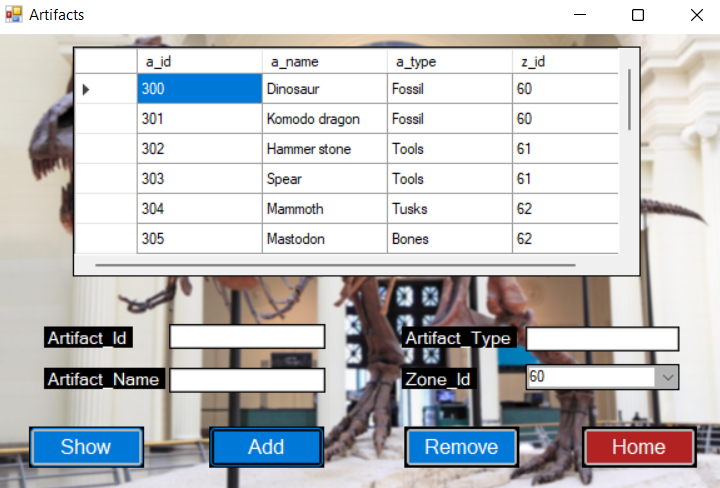 Artifacts
a_id a_name a_type z_id
300 Dinosaur Fossil 60
301 Komodo dragon Fossil 60
302 Hammer stone Tools 61
303 Spear Tools 61
304 Mammoth Tusks 62
305 Mastodon Bones 62
Artifact_Id Artifact_Type
Artifact_Name Zone_Id 60
Show Add Remove Home